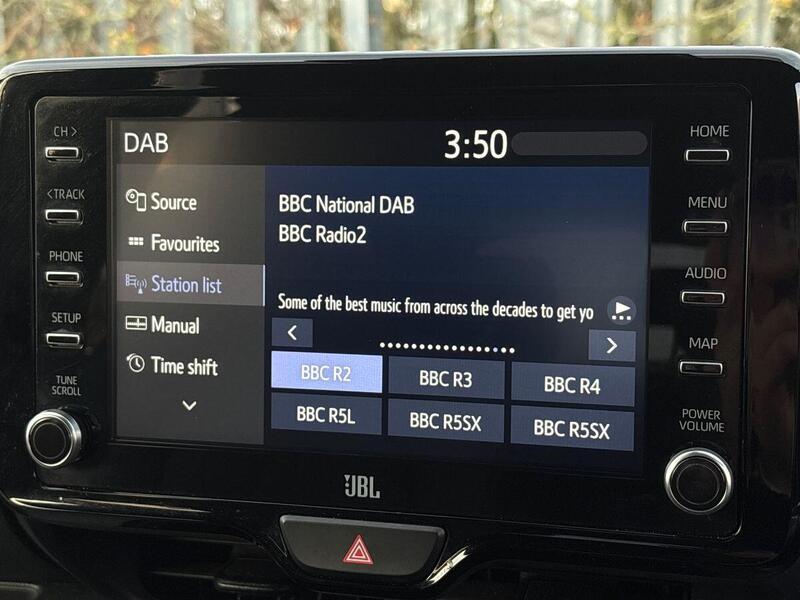 CH >
< TRACK
PHONE
SETUP
TUNE
SCROLL
DAB
3:50
Source
Favourites
Station list
Manual
Time shift
BBC National DAB
BBC Radio2
Some of the best music from across the decades to get yo
BBC R2
BBC R3
BBC R4
BBC R5L
BBC R5SX
BBC R5SX
HOME
MENU
AUDIO
MAP
POWER
VOLUME
JBL